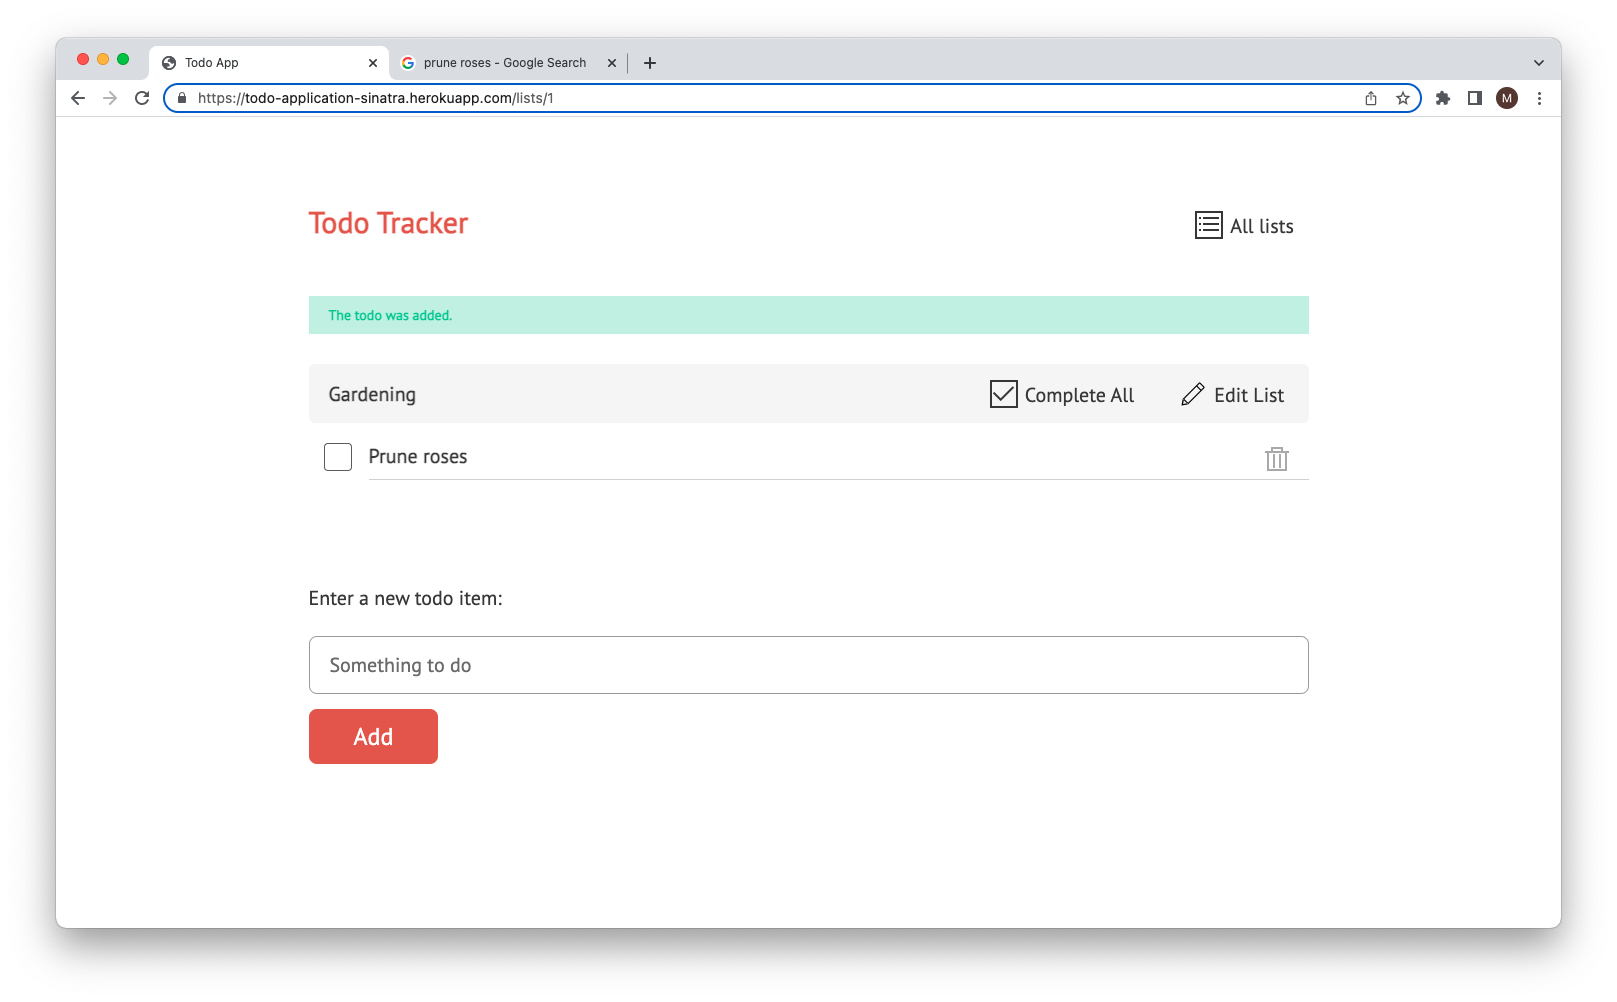 Todo App
prune roses - Google Search
https://todo-application-sinatra.herokuapp.com/lists/1
M
Todo Tracker
All lists
The todo was added.
Gardening
Complete All
Edit List
Prune roses
Enter a new todo item:
Something to do
Add